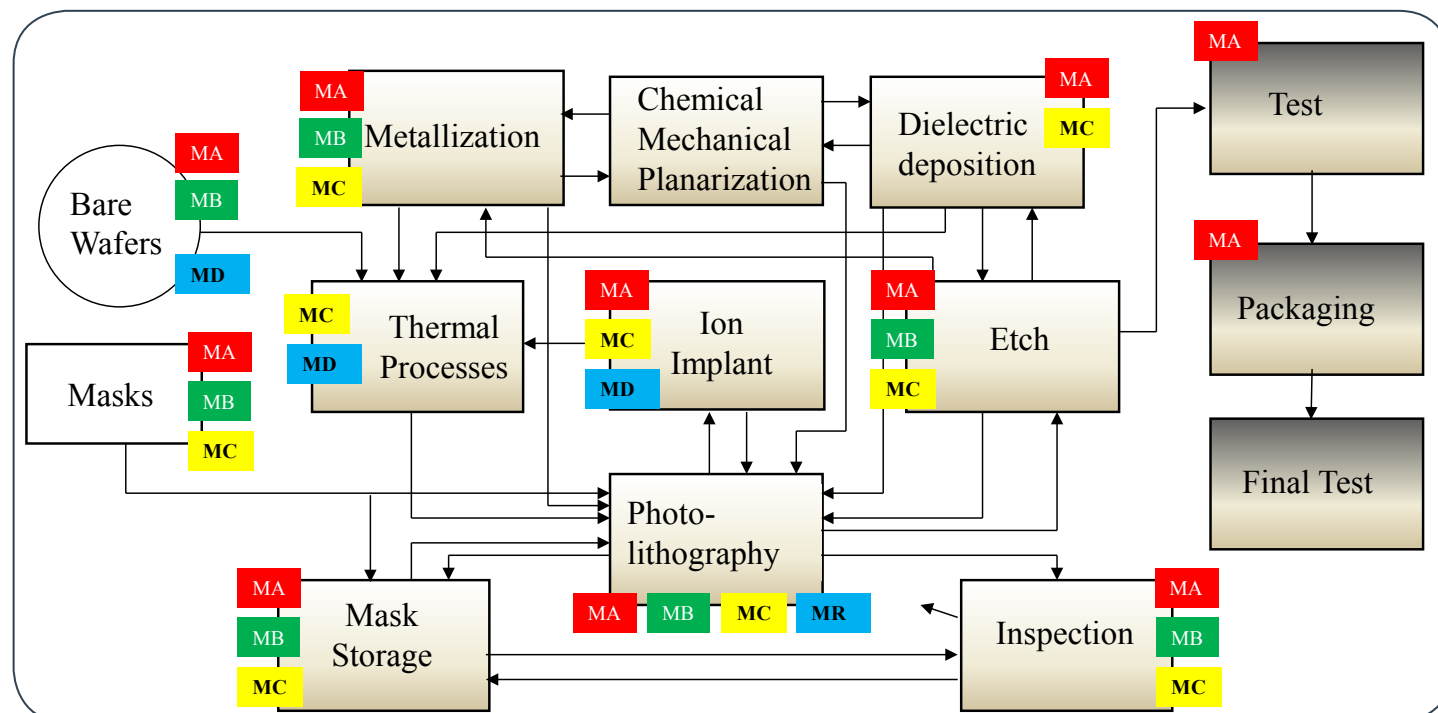 MA
Test
MA
MB
MC
Metallization
Chemical
Mechanical
Planarization
MA
MC
Dielectric
deposition
MA
MB
MD
Bare
Wafers
MA
Packaging
MC
MD
Thermal
Processes
MA
MC
MD
Ion
Implant
MA
MB
MC
Etch
MA
MB
MC
Masks
Final Test
Photo-
lithography
MA MB MC MR
MA
MB
MC
Mask
Storage
Inspection
MA
MB
MC